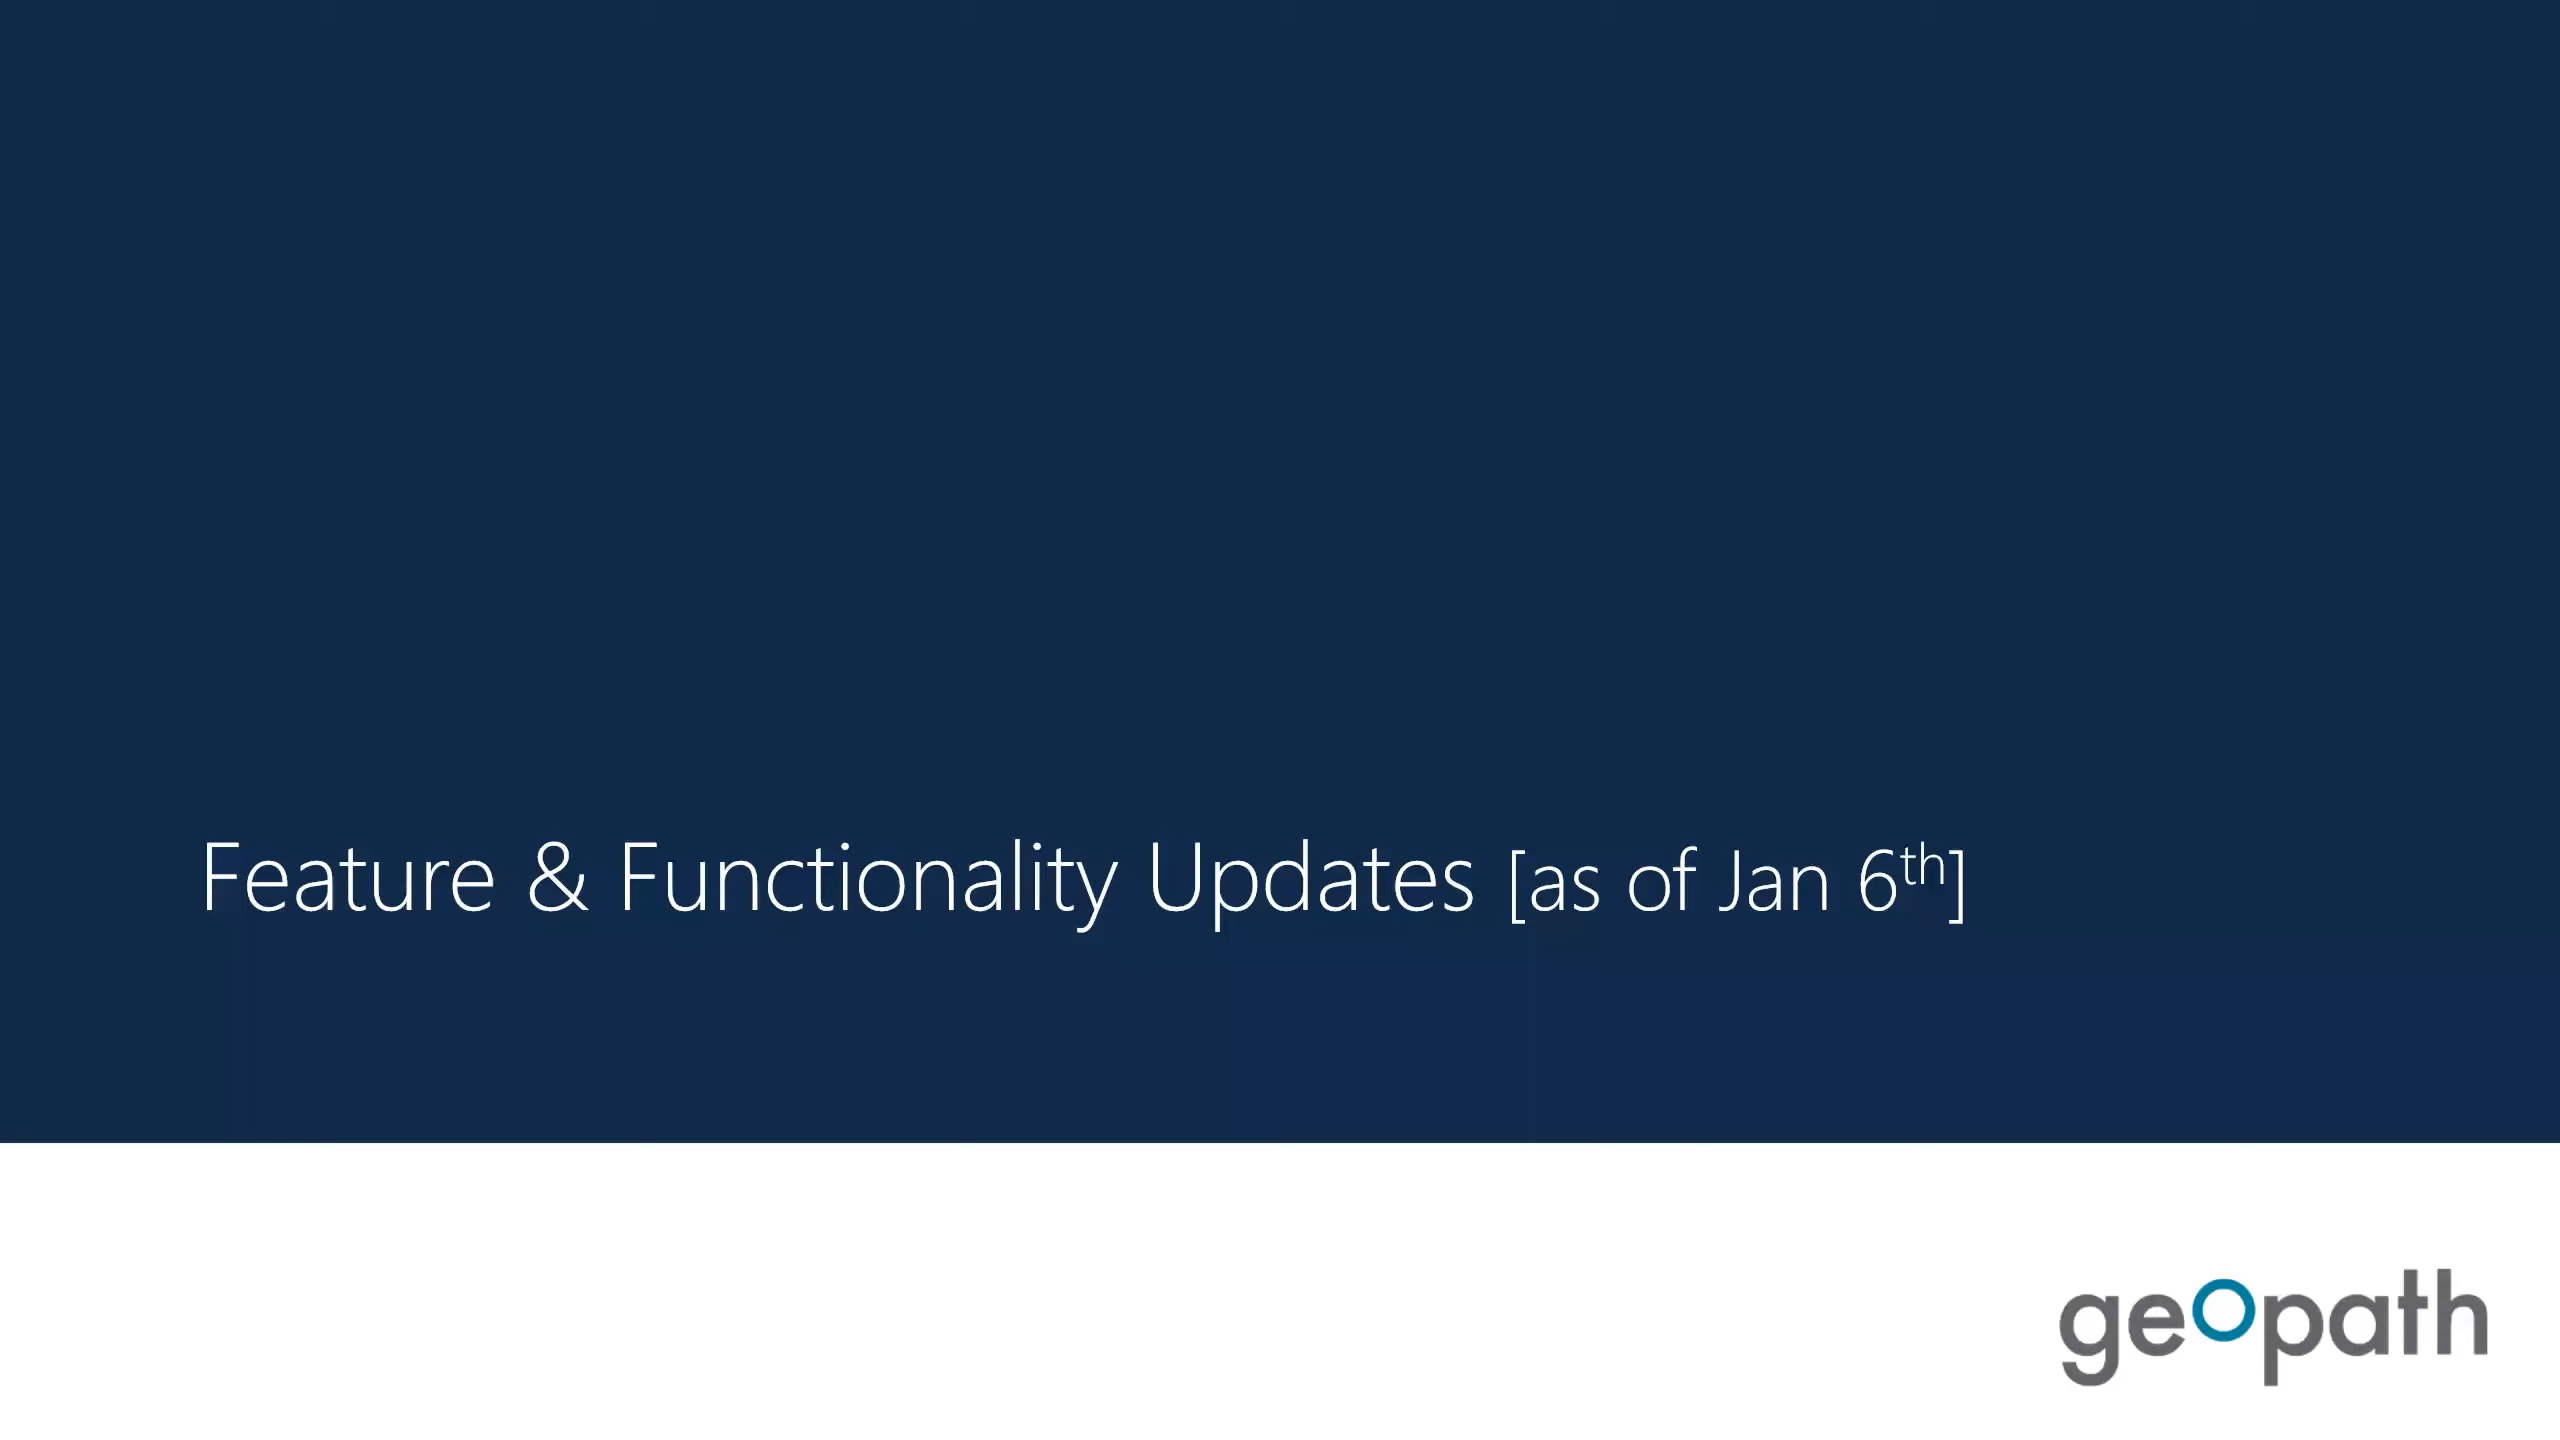 Feature & Functionality Updates [as of Jan 6th]
geopath